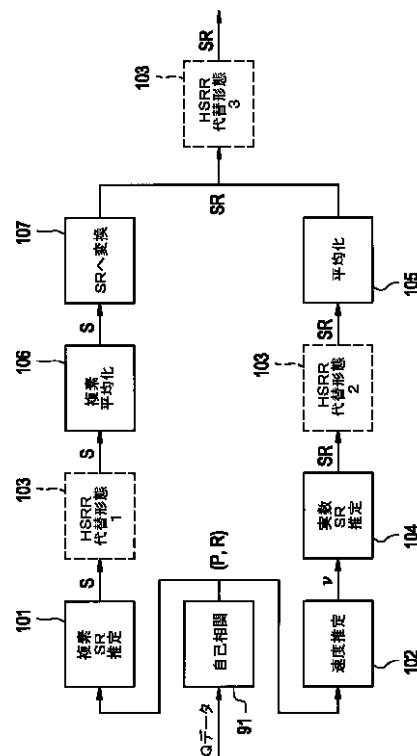 Qデータ
自己相関
91
(P, R)
101
複素
SR
推定
S
103
HSRR
代替形態
1
S
106
複素
平均化
S
107
SRへ変換
102
速度推定
ν
104
実数
SR
推定
SR
103
HSRR
代替形態
2
SR
105
平均化
SR
103
HSRR
代替形態
3
SR